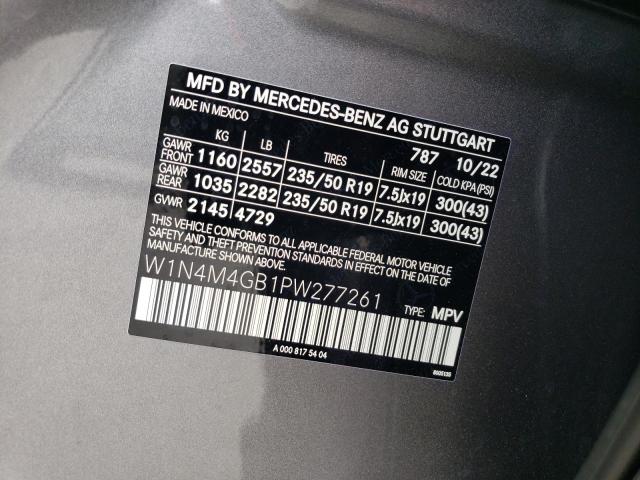 MFD BY MERCEDES-BENZ AG STUTTGART
MADE IN MEXICO 787 10/22
KG LB TIRES RIM SIZE COLD KPA(PSI)
GAWR FRONT 1160 2557 235/50 R19 7.5Jx19 300(43)
GAWR REAR 1035 2282 235/50 R19 7.5Jx19 300(43)
GVWR 2145 4729
THIS VEHICLE CONFORMS TO ALL APPLICABLE FEDERAL MOTOR VEHICLE
SAFETY AND THEFT PREVENTION STANDARDS IN EFFECT ON THE DATE OF
MANUFACTURE SHOWN ABOVE.
W1N4M4GB1PW277261 TYPE: MPV
A 000 817 54 04